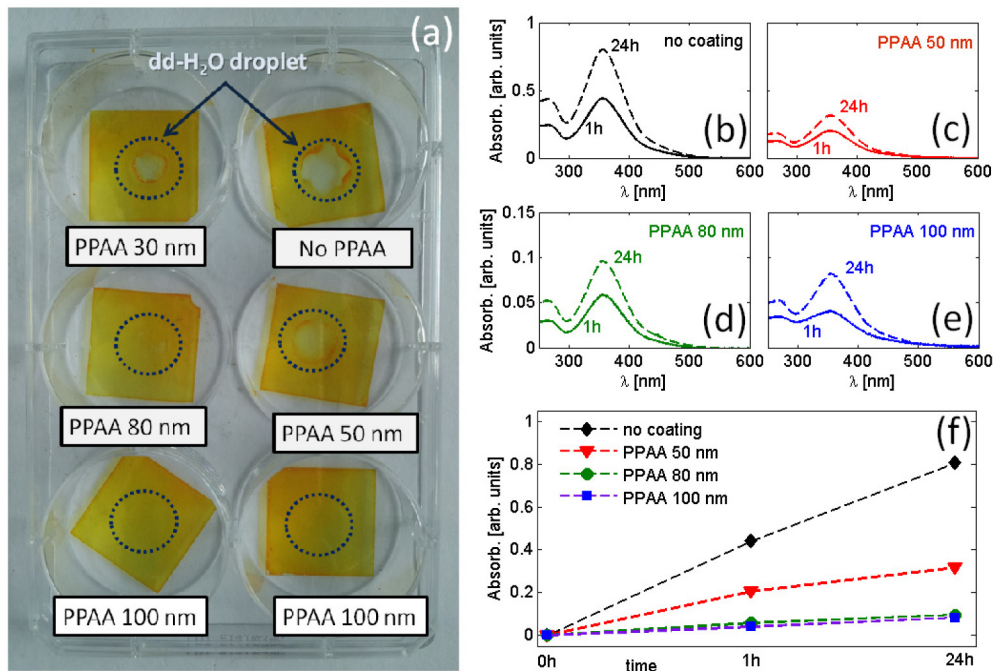 (a)
dd-H₂O droplet
PPAA 30 nm
No PPAA
PPAA 80 nm
PPAA 50 nm
PPAA 100 nm
PPAA 100 nm
Absorb. [arb. units]
1
0.5
0
24h
1h
no coating
(b)
300 400 500 600
λ [nm]
PPAA 50 nm
24h
1h
(c)
300 400 500 600
λ [nm]
Absorb. [arb. units]
0.15
0.1
0.05
0
PPAA 80 nm
24h
1h
(d)
300 400 500 600
λ [nm]
PPAA 100 nm
24h
1h
(e)
300 400 500 600
λ [nm]
(f)
Absorb. [arb. units]
1
0.8
0.6
0.4
0.2
0
no coating
PPAA 50 nm
PPAA 80 nm
PPAA 100 nm
0h time 1h 24h